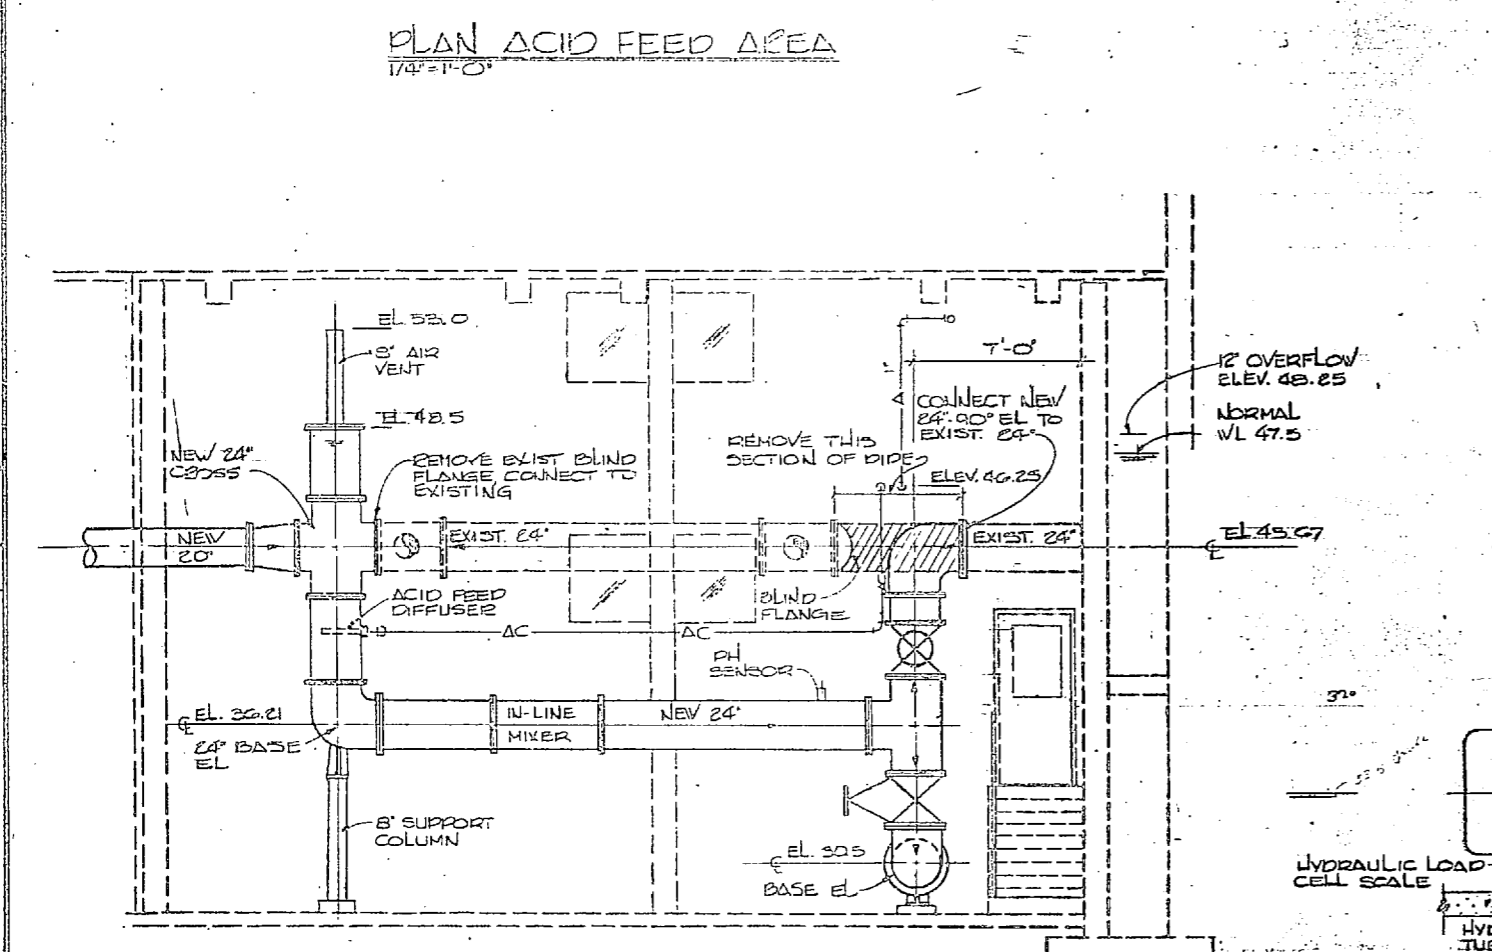 PLAN ACID FEED AREA
1/4"=1'-0"
EL. 53.0
8" AIR
VENT
EL. 48.5
NEW 24"
CROSS
REMOVE EXIST BLIND
FLANGE CONNECT TO
EXISTING
REMOVE THIS
SECTION OF PIPE
7'-0"
CONNECT NEW
24"-90° EL TO
EXIST. 24"
ELEV. 46.25
12" OVERFLOW
ELEV. 48.25
NORMAL
WL 47.5
NEW
20"
EXIST. 24"
EXIST. 24"
EL. 43.67
ACID FEED
DIFFUSER
BLIND
FLANGE
AC
AC
PH
SENSOR
EL. 36.21
24" BASE
EL
IN-LINE
MIXER
NEW 24"
8" SUPPORT
COLUMN
EL. 30.5
BASE EL
HYDRAULIC LOAD
CELL SCALE